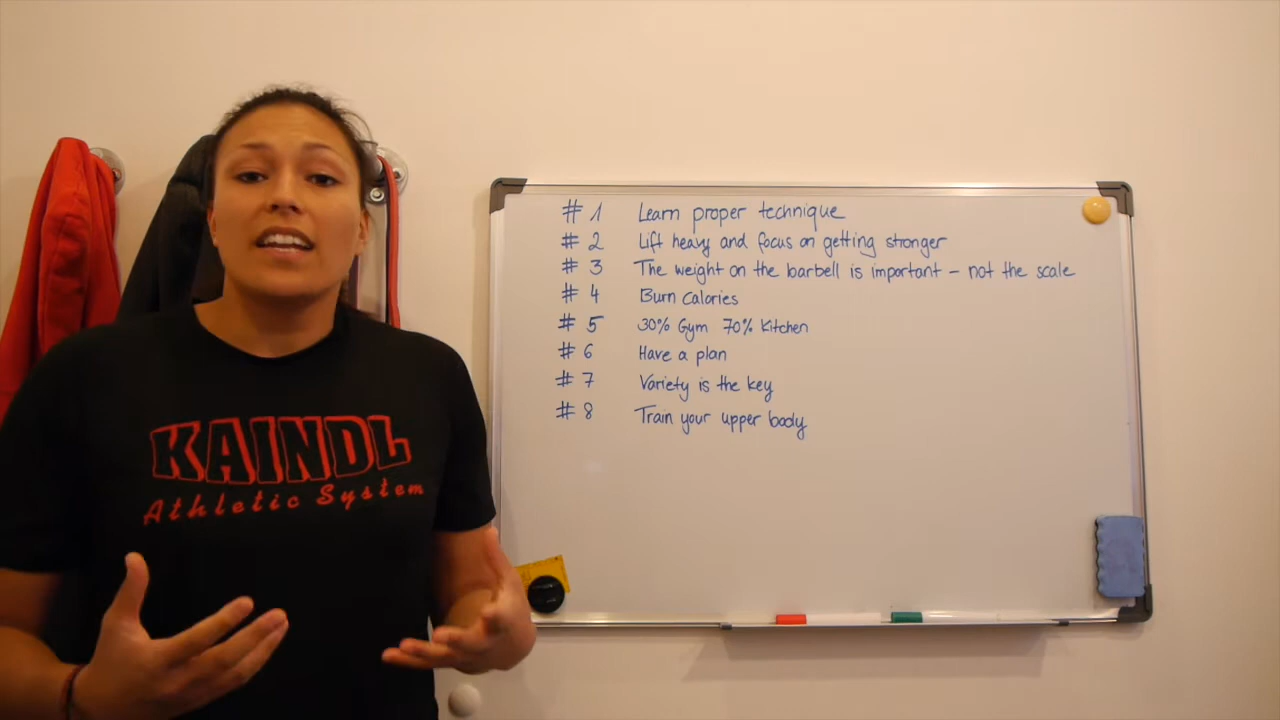 # 1 Learn proper technique
# 2 Lift heavy and focus on getting stronger
# 3 The weight on the barbell is important - not the scale
# 4 Burn Calories
# 5 30% Gym 70% Kitchen
# 6 Have a plan
# 7 Variety is the key
# 8 Train your upper body
KAINDL
Athletic System